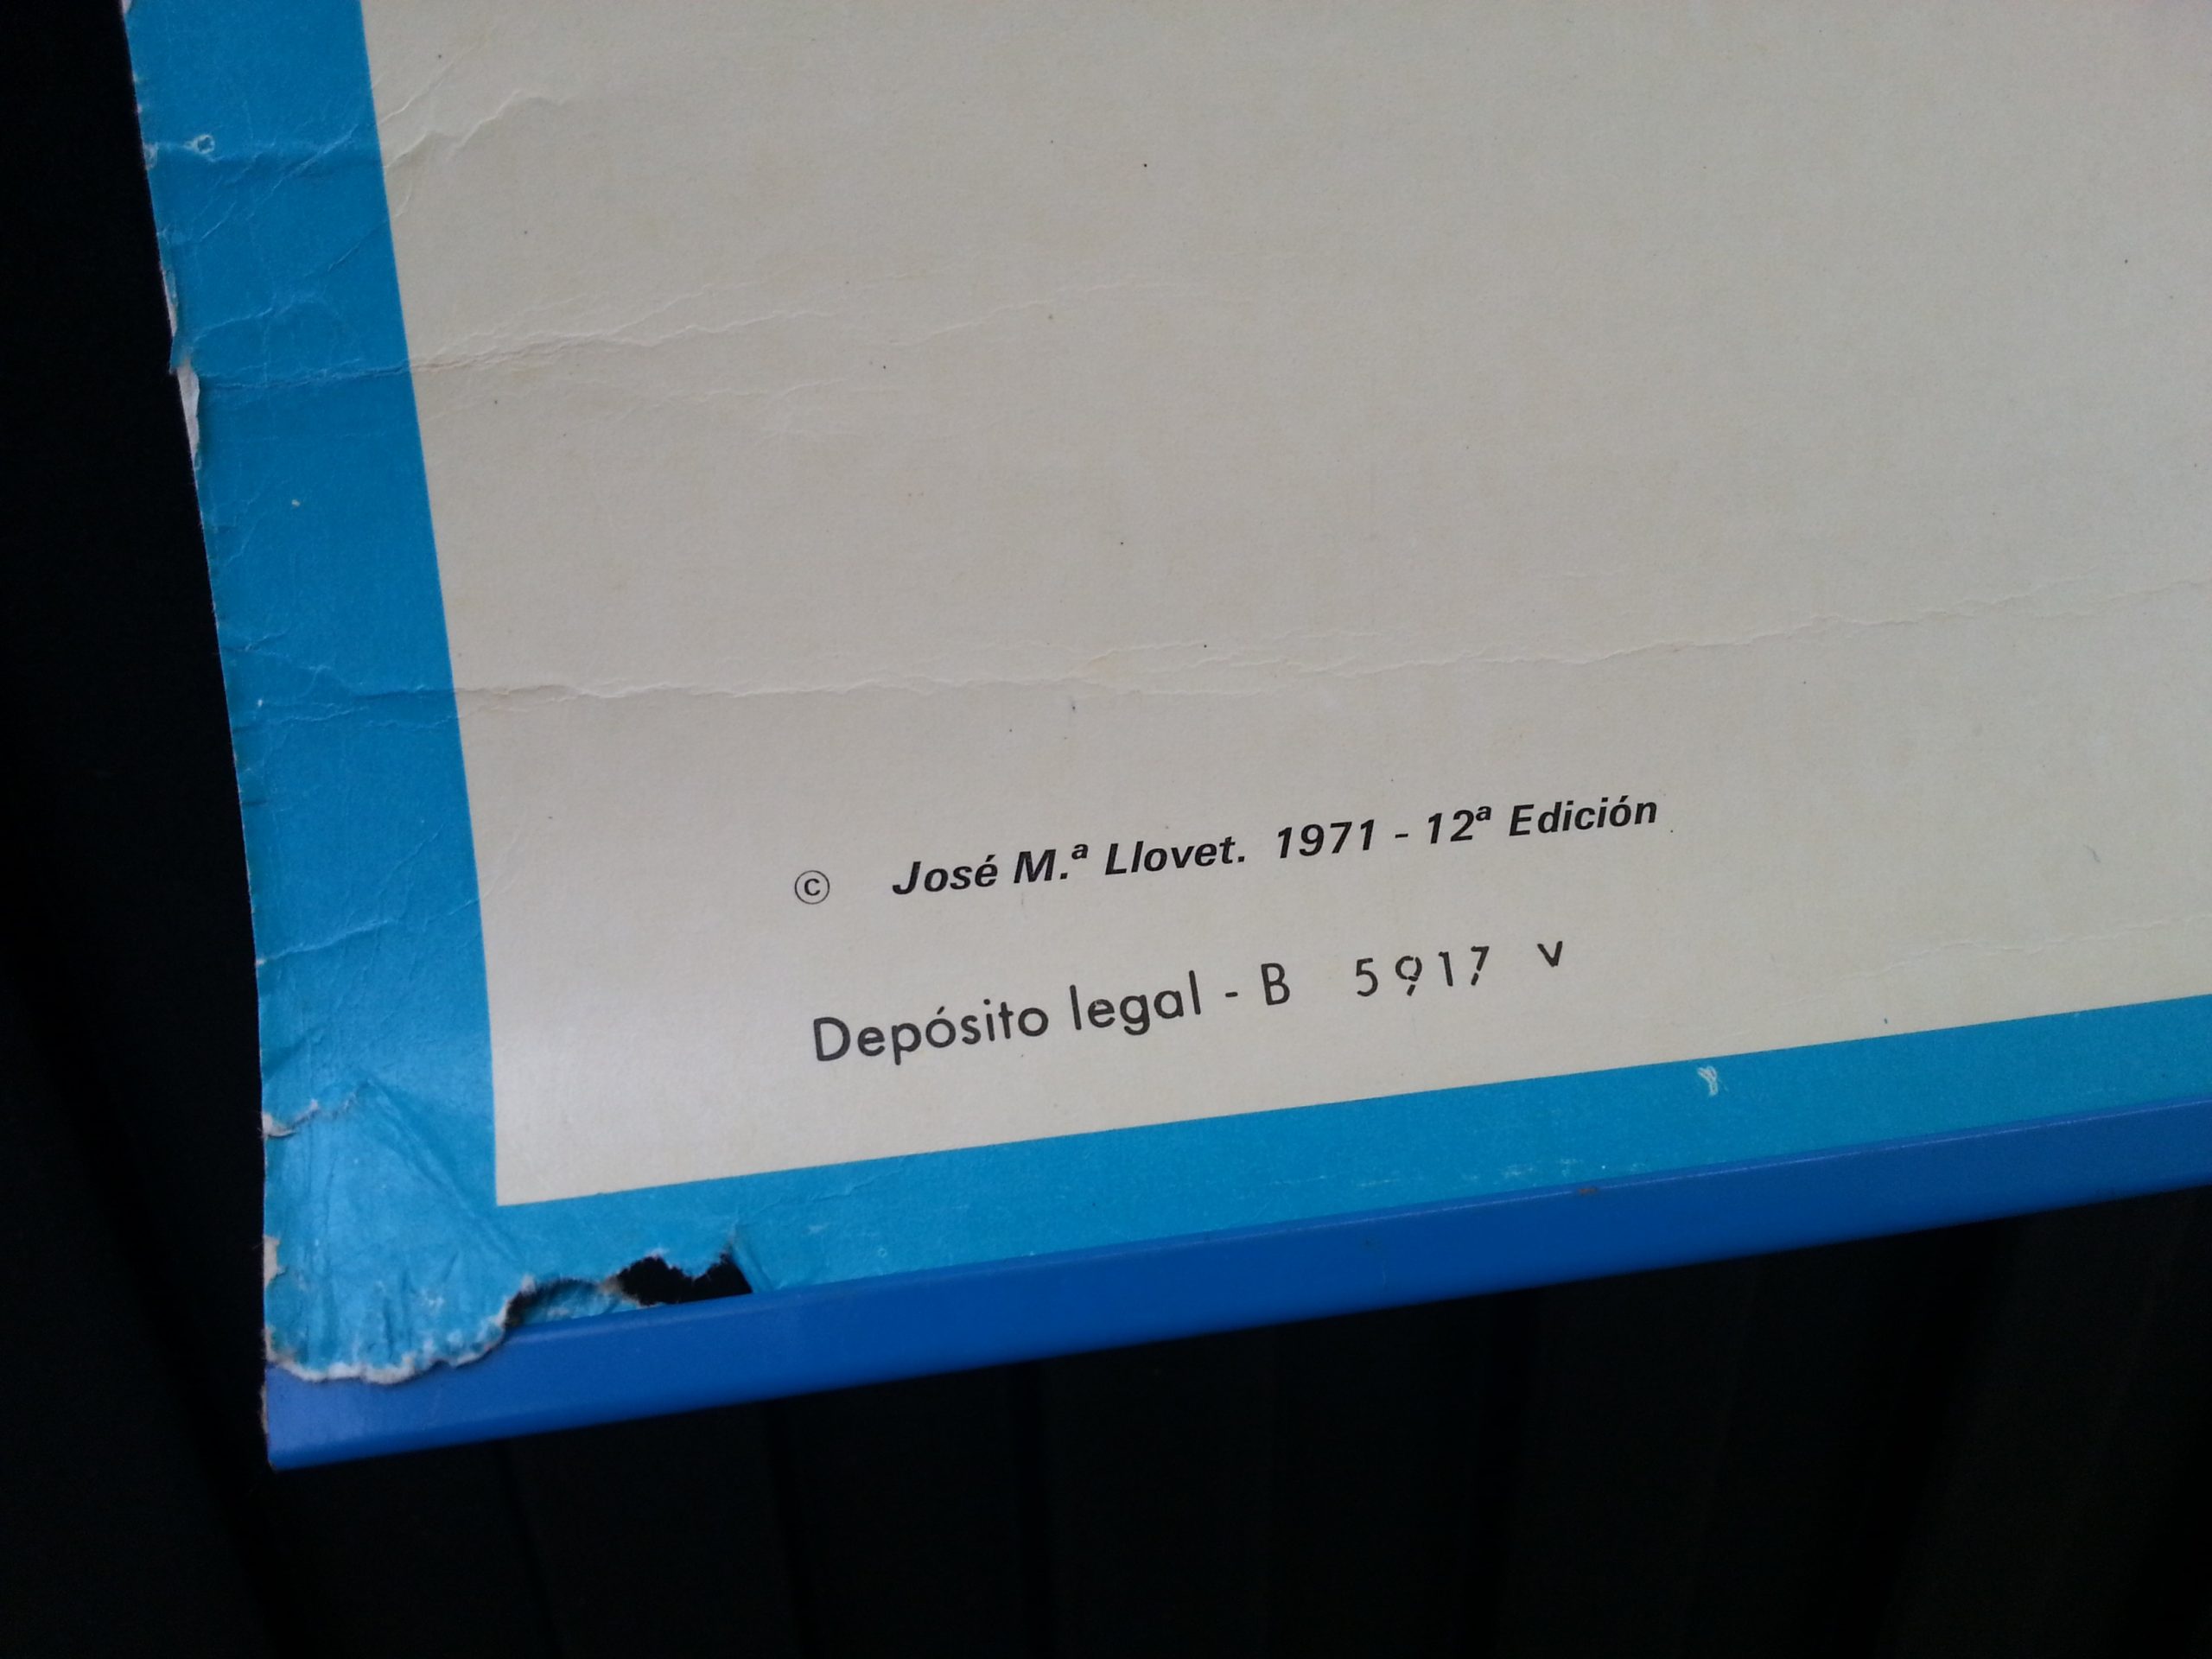 © José M.ª Llovet. 1971 - 12ª Edición
Depósito legal - B 5917 v